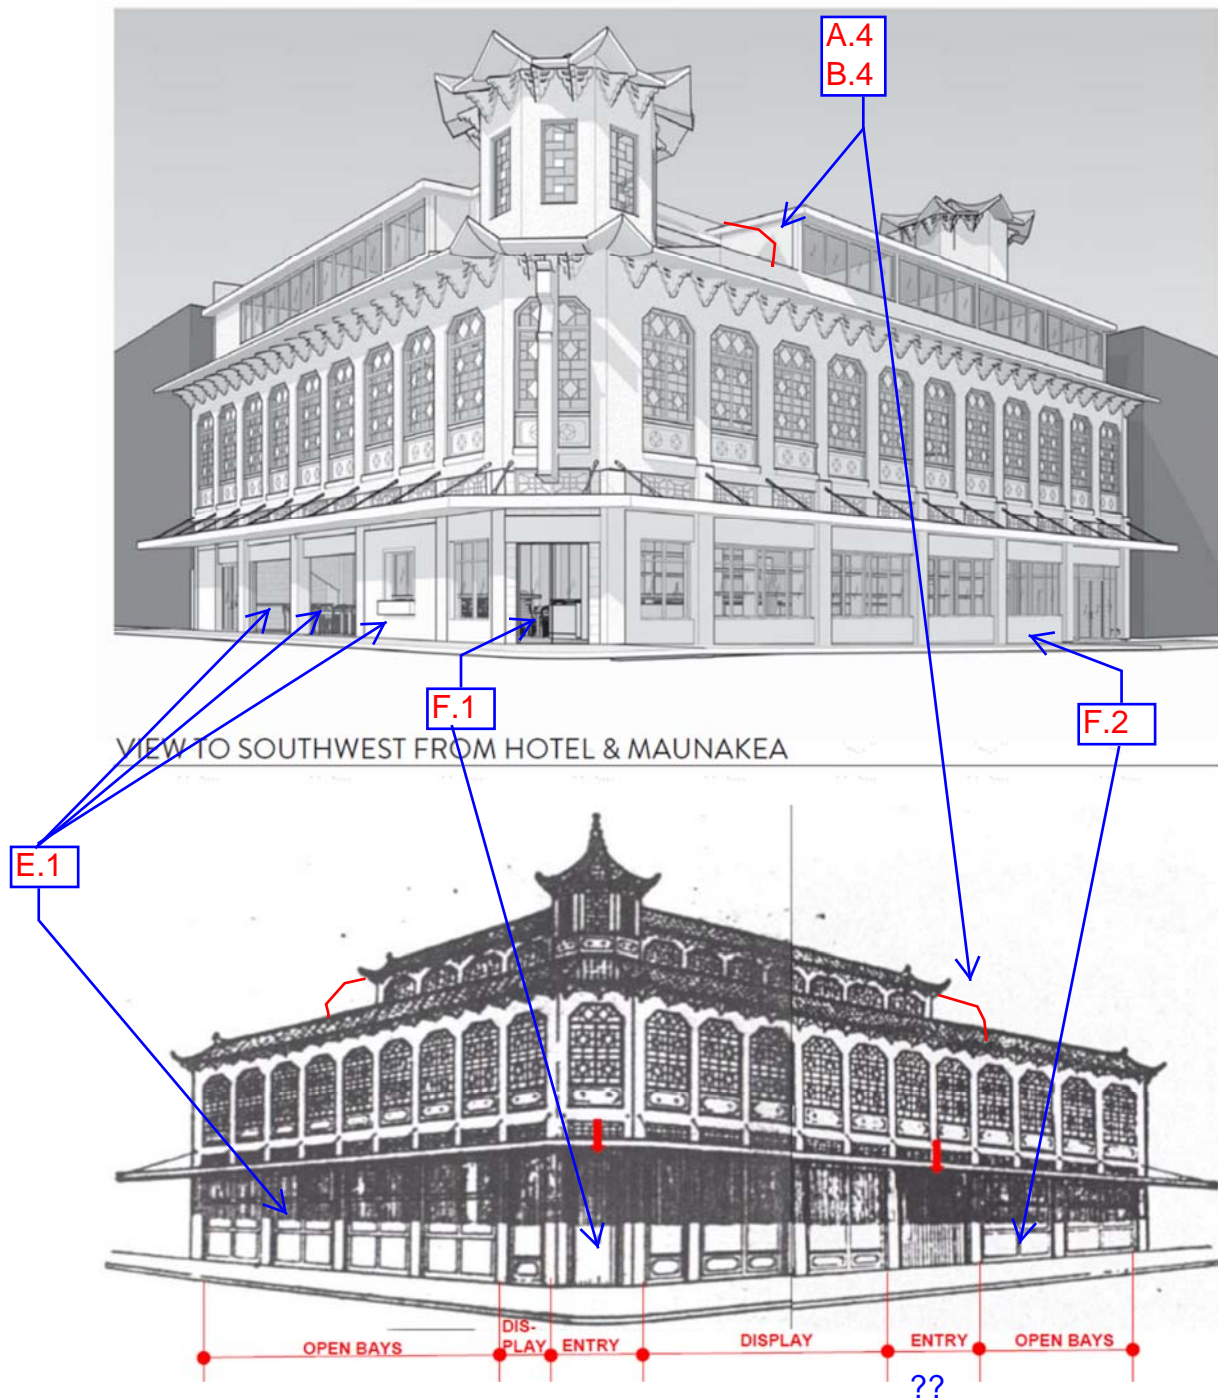 A.4
B.4
F.1
F.2
VIEW TO SOUTHWEST FROM HOTEL & MAUNAKEA
E.1
OPEN BAYS
DIS-
PLAY
ENTRY
DISPLAY
ENTRY
OPEN BAYS
??